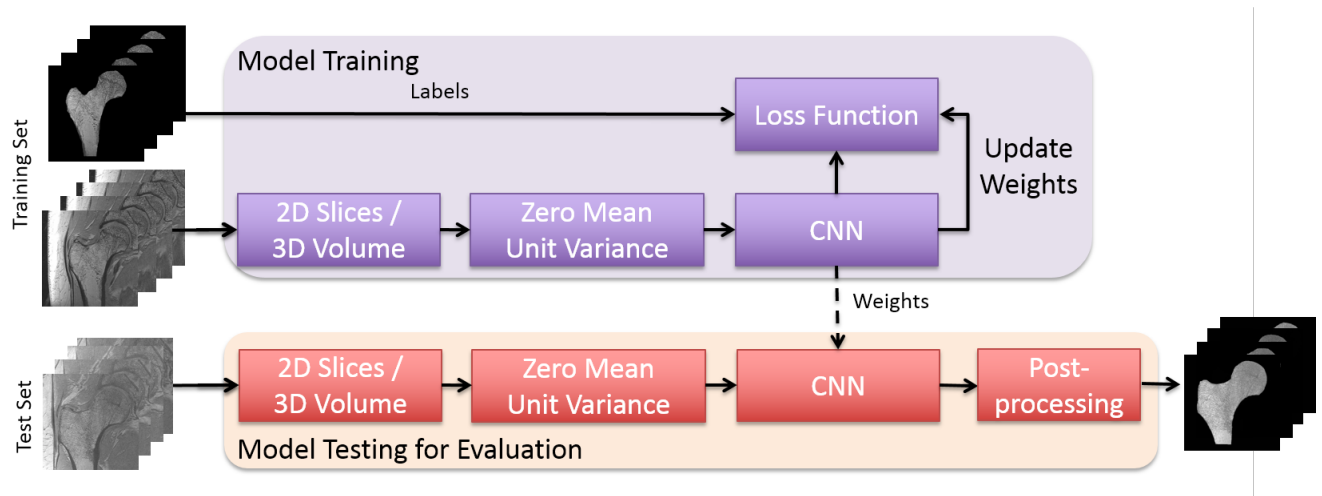 Training Set
Model Training
Labels
Loss Function
Update
Weights
2D Slices /
3D Volume
Zero Mean
Unit Variance
CNN
Weights
Test Set
2D Slices /
3D Volume
Zero Mean
Unit Variance
CNN
Post-
processing
Model Testing for Evaluation